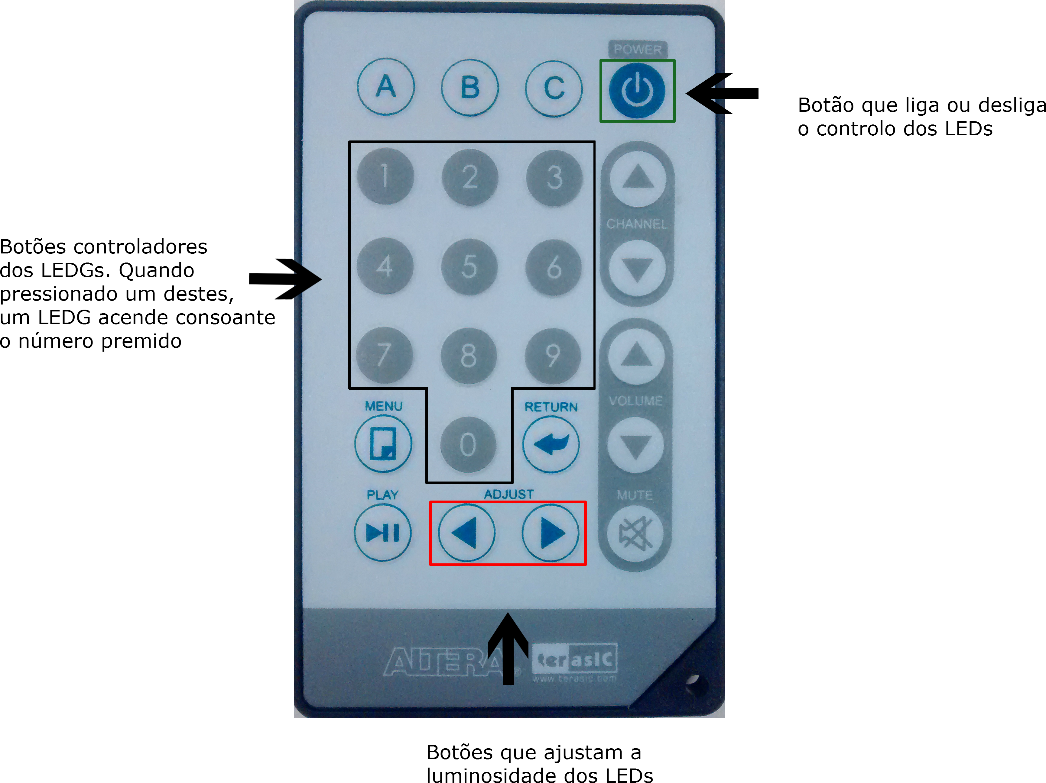 POWER
A B C
Botão que liga ou desliga
o controlo dos LEDs
1 2 3
CHANNEL
Botões controladores
dos LEDGs. Quando
pressionado um destes,
um LEDG acende consoante
o número premido
4 5 6
7 8 9
VOLUME
MENU
RETURN
0
PLAY
ADJUST
MUTE
ALTERA®
terasIC
www.terasic.com
Botões que ajustam a
luminosidade dos LEDs